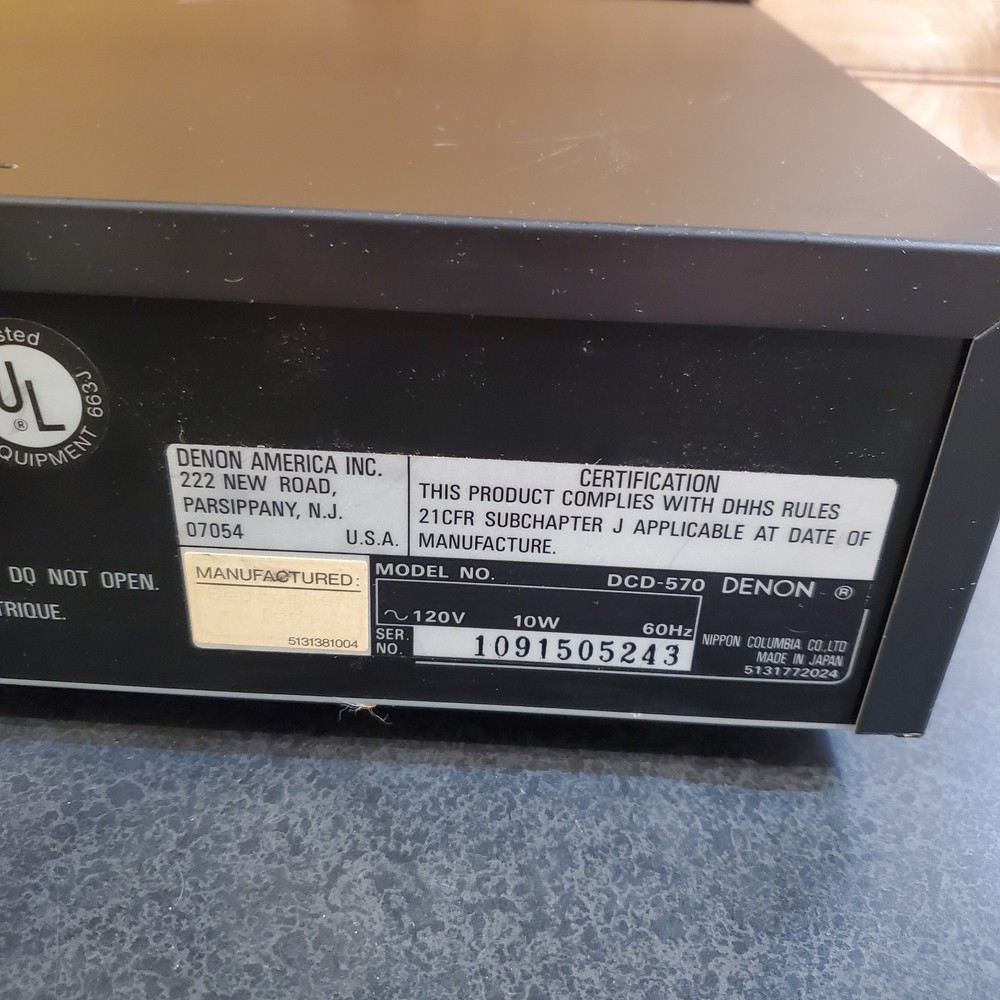 UL
®
EQUIPMENT 663J
DENON AMERICA INC.
222 NEW ROAD,
PARSIPPANY, N.J.
07054 U.S.A.
CERTIFICATION
THIS PRODUCT COMPLIES WITH DHHS RULES
21CFR SUBCHAPTER J APPLICABLE AT DATE OF
MANUFACTURE.
DO NOT OPEN.
TRIQUE.
MANUFACTURED:
5131381004
MODEL NO. DCD-570 DENON ®
~120V 10W 60Hz
SER.
NO. 1091505243
NIPPON COLUMBIA CO.,LTD
MADE IN JAPAN
5131772024